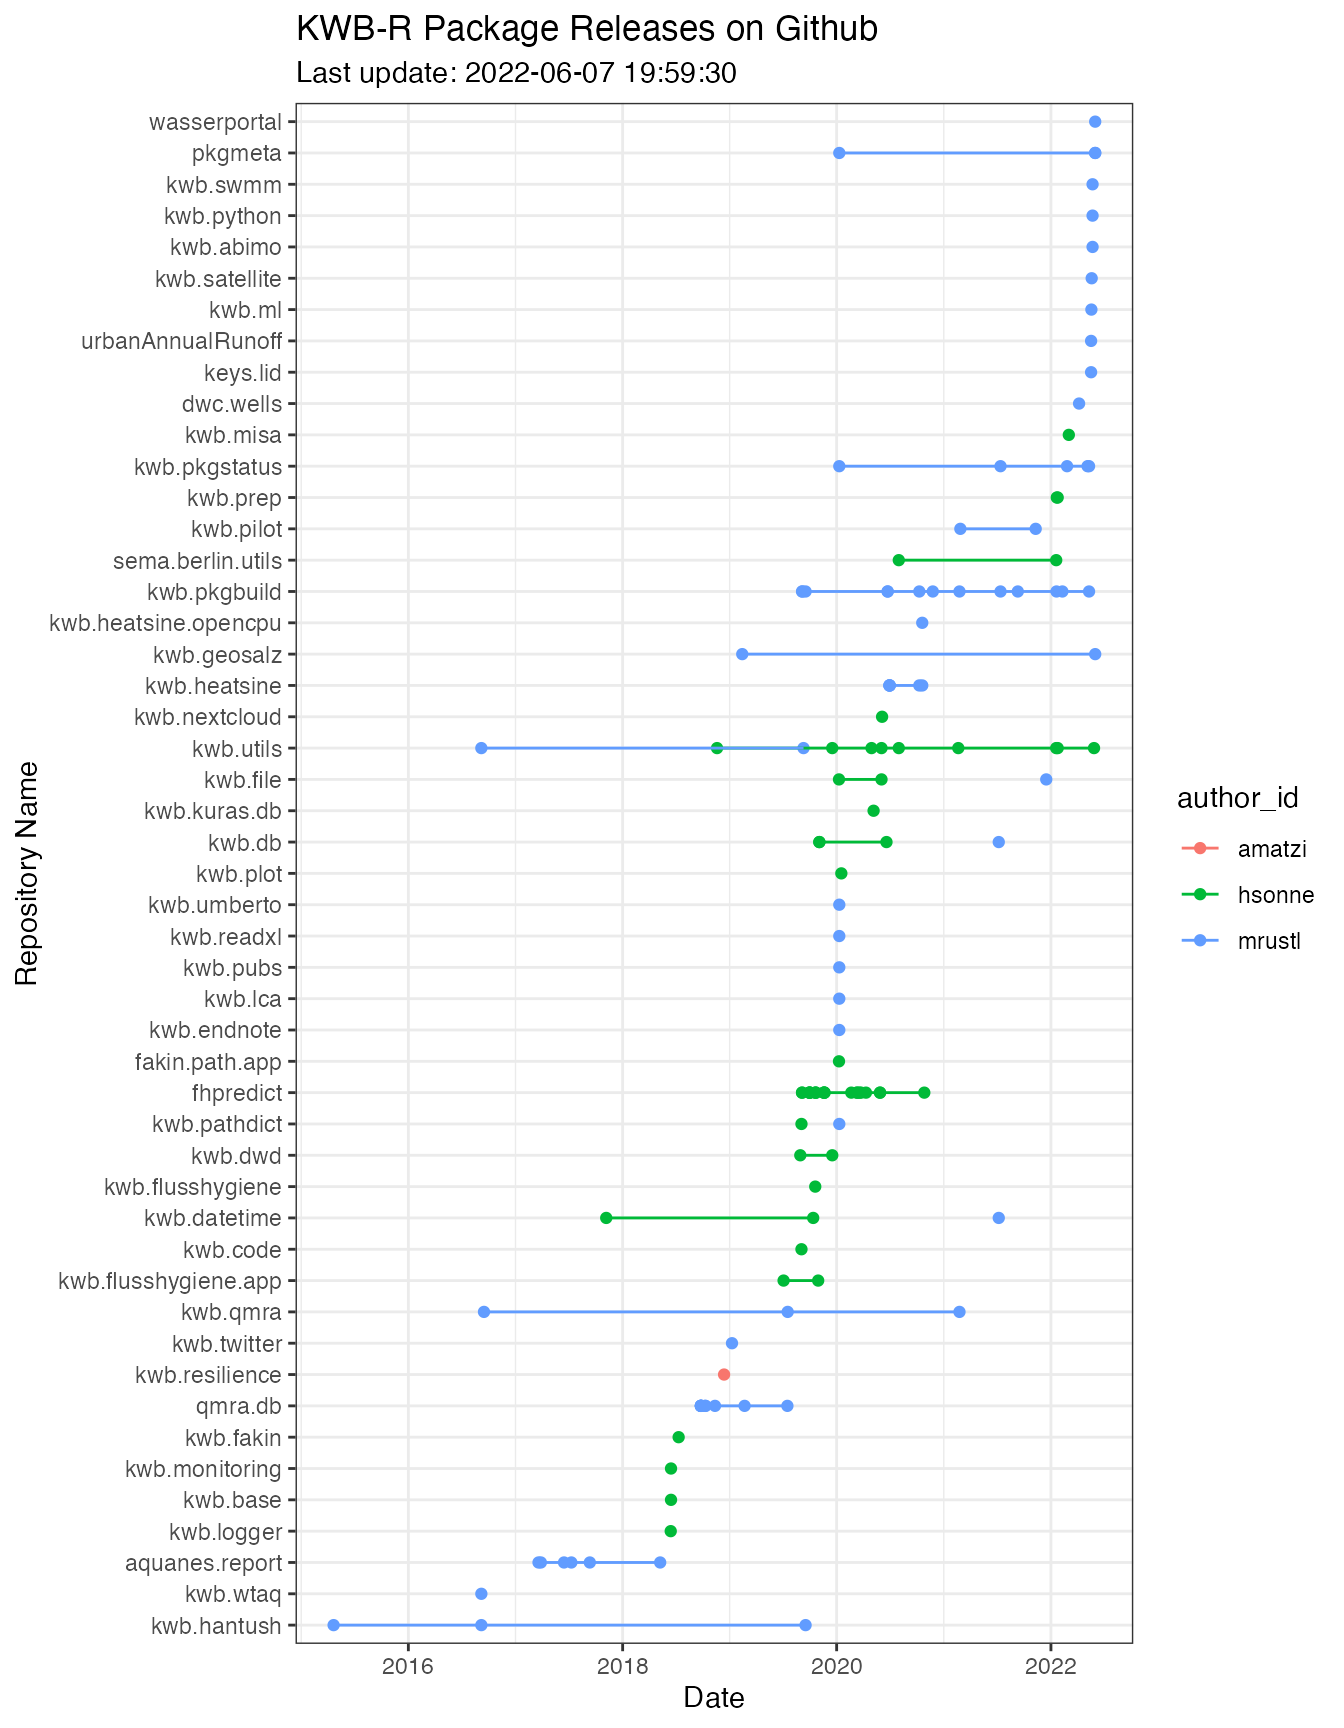 KWB-R Package Releases on Github
Last update: 2022-06-07 19:59:30
wasserportal
pkgmeta
kwb.swmm
kwb.python
kwb.abimo
kwb.satellite
kwb.ml
urbanAnnualRunoff
keys.lid
dwc.wells
kwb.misa
kwb.pkgstatus
kwb.prep
kwb.pilot
sema.berlin.utils
kwb.pkgbuild
kwb.heatsine.opencpu
kwb.geosalz
kwb.heatsine
kwb.nextcloud
kwb.utils
kwb.file
kwb.kuras.db
kwb.db
kwb.plot
kwb.umberto
kwb.readxl
kwb.pubs
kwb.lca
kwb.endnote
fakin.path.app
fhpredict
kwb.pathdict
kwb.dwd
kwb.flusshygiene
kwb.datetime
kwb.code
kwb.flusshygiene.app
kwb.qmra
kwb.twitter
kwb.resilience
qmra.db
kwb.fakin
kwb.monitoring
kwb.base
kwb.logger
aquanes.report
kwb.wtaq
kwb.hantush
Repository Name
2016 2018 2020 2022
Date
author_id
amatzi
hsonne
mrustl